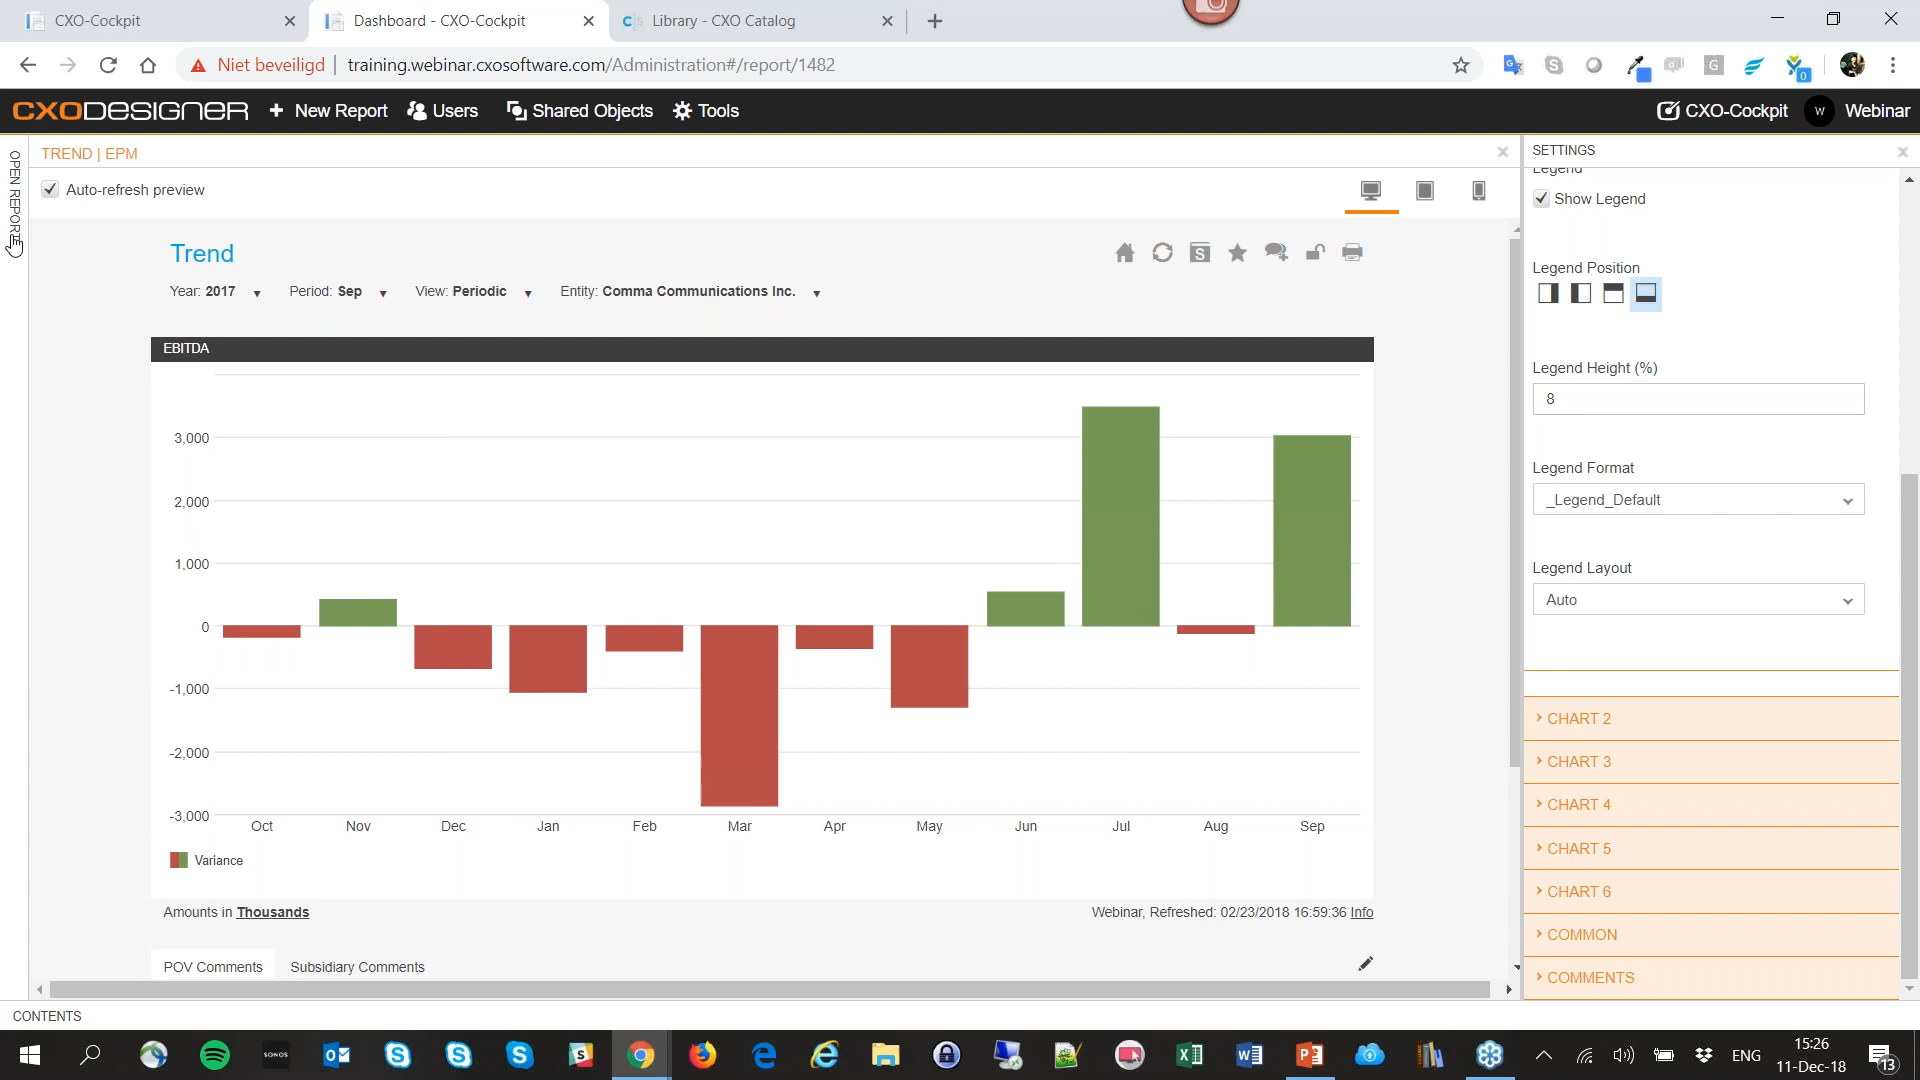 CXO-Cockpit
Dashboard - CXO-Cockpit
Library - CXO Catalog
Niet beveiligd
training.webinar.cxosoftware.com/Administration#/report/1482
CXODESIGNER
New Report
Users
Shared Objects
Tools
CXO-Cockpit
W
Webinar
TREND | EPM
SETTINGS
Auto-refresh preview
Legend
Show Legend
Trend
Year: 2017
Period: Sep
View: Periodic
Entity: Comma Communications Inc.
Legend Position
EBITDA
Legend Height (%)
8
3,000
2,000
1,000
0
-1,000
-2,000
-3,000
Legend Format
_Legend_Default
Legend Layout
Auto
Oct
Nov
Dec
Jan
Feb
Mar
Apr
May
Jun
Jul
Aug
Sep
Variance
Amounts in Thousands
Webinar, Refreshed: 02/23/2018 16:59:36 Info
POV Comments
Subsidiary Comments
CHART 2
CHART 3
CHART 4
CHART 5
CHART 6
COMMON
COMMENTS
CONTENTS
SONOS
ENG
15:26
11-Dec-18
13